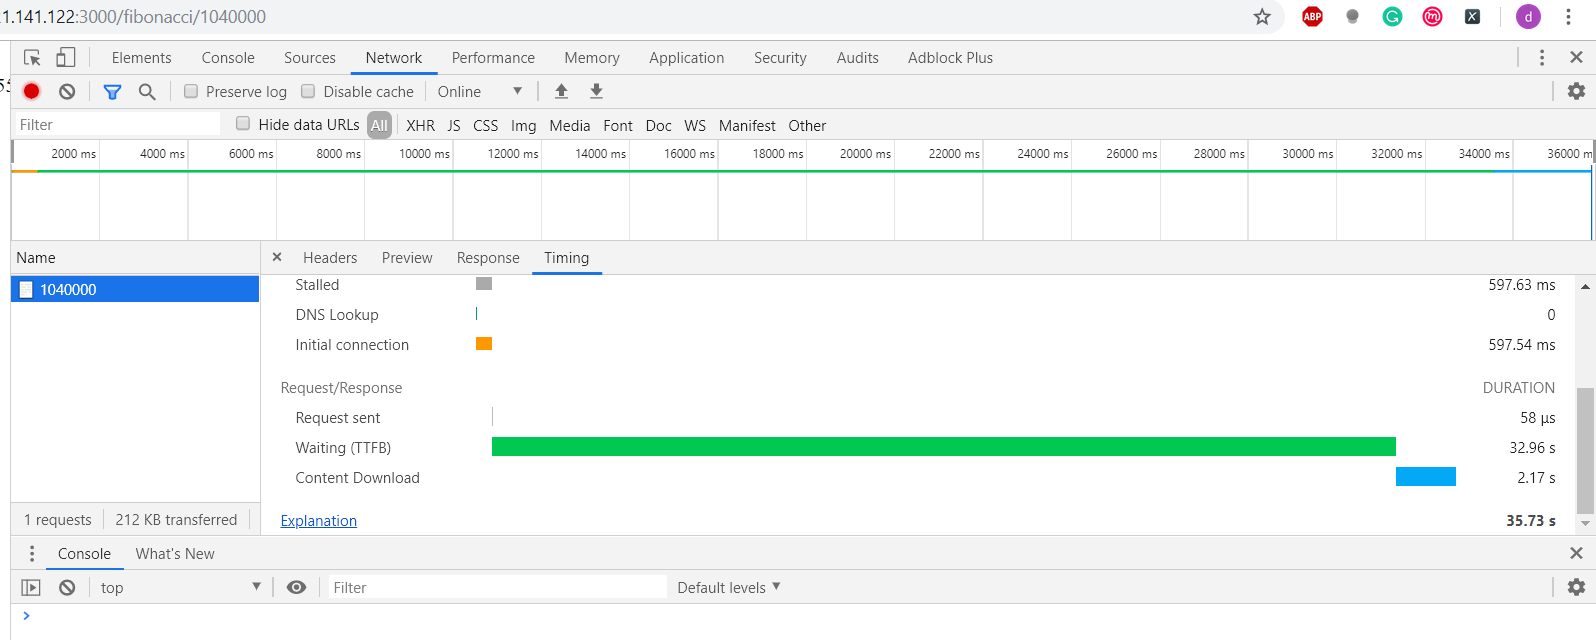 1.141.122:3000/fibonacci/1040000
ABP
G
m
X
d
Elements Console Sources Network Performance Memory Application Security Audits Adblock Plus
Preserve log Disable cache Online
Filter Hide data URLs All XHR JS CSS Img Media Font Doc WS Manifest Other
2000 ms 4000 ms 6000 ms 8000 ms 10000 ms 12000 ms 14000 ms 16000 ms 18000 ms 20000 ms 22000 ms 24000 ms 26000 ms 28000 ms 30000 ms 32000 ms 34000 ms 36000 m
Name
× Headers Preview Response Timing
1040000
Stalled 597.63 ms
DNS Lookup 0
Initial connection 597.54 ms
Request/Response DURATION
Request sent 58 µs
Waiting (TTFB) 32.96 s
Content Download 2.17 s
Explanation 35.73 s
1 requests 212 KB transferred
Console What's New
top Filter Default levels
>